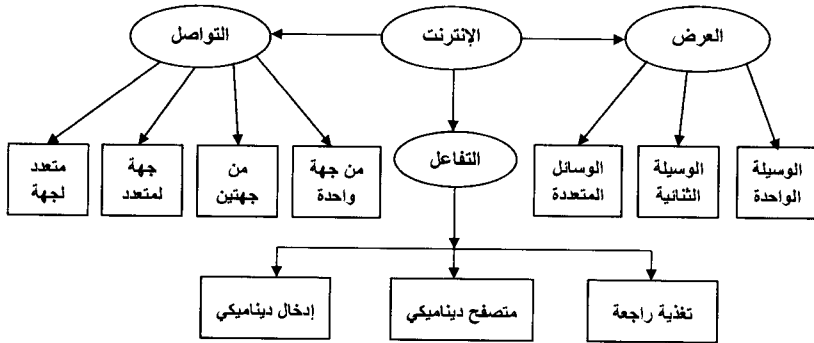 العرض
الإنترنت
التواصل
الوسيلة
الواحدة
الوسيلة
الثنائية
الوسائل
المتعددة
التفاعل
من جهة
واحدة
من
جهتين
جهة
لمتعدد
متعدد
لجهة
تغذية راجعة
متصفح ديناميكي
إدخال ديناميكي